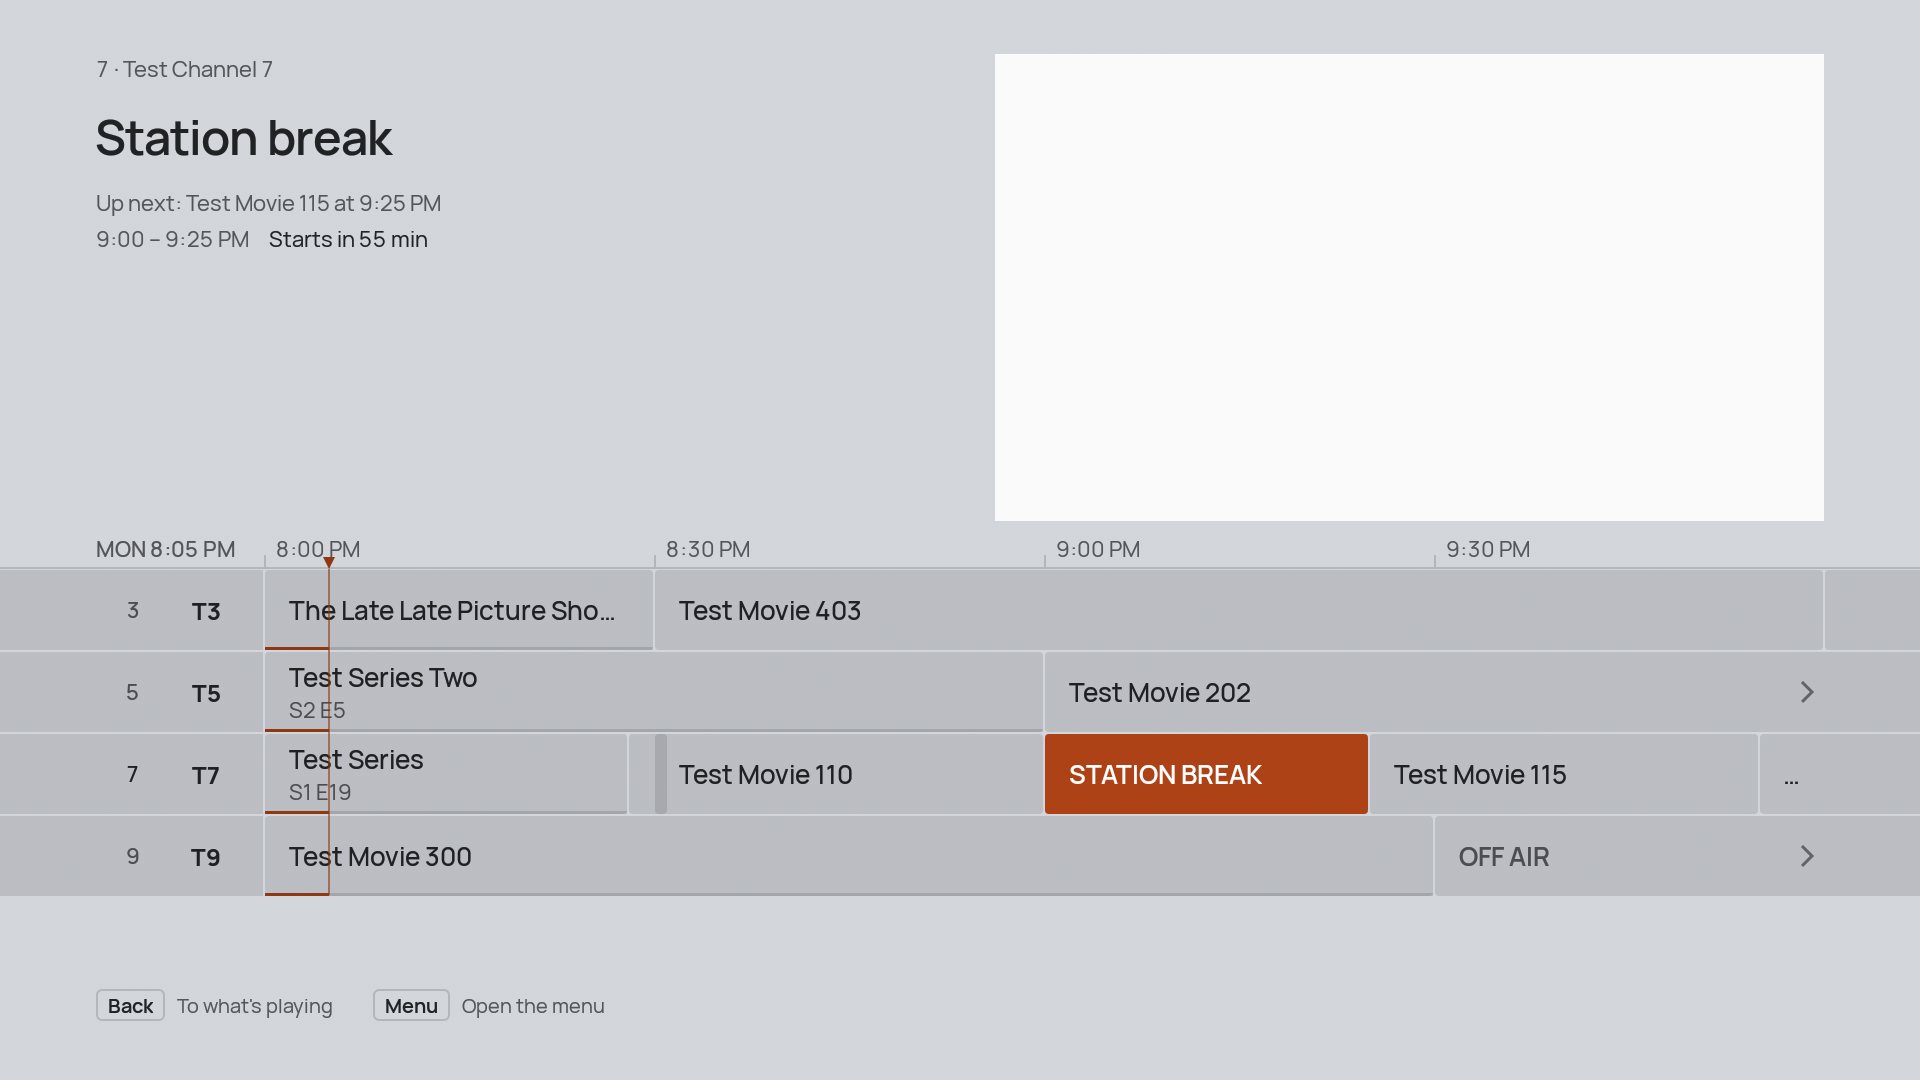 7 · Test Channel 7
Station break
Up next: Test Movie 115 at 9:25 PM
9:00 – 9:25 PM Starts in 55 min
MON 8:05 PM 8:00 PM 8:30 PM 9:00 PM 9:30 PM
3 T3 The Late Late Picture Sho... Test Movie 403
5 T5 Test Series Two S2 E5 Test Movie 202
7 T7 Test Series S1 E19 Test Movie 110 STATION BREAK Test Movie 115 ...
9 T9 Test Movie 300 OFF AIR
Back To what's playing Menu Open the menu